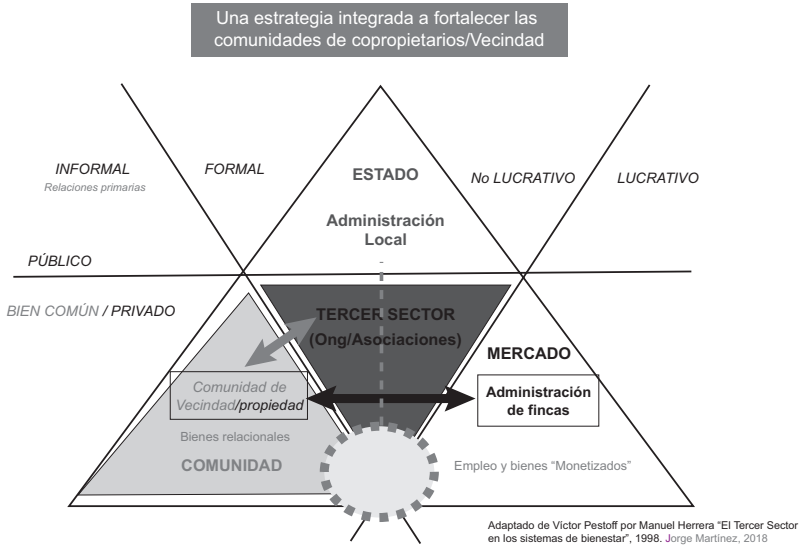 Una estrategia integrada a fortalecer las
comunidades de copropietarios/Vecindad
INFORMAL
Relaciones primarias
FORMAL
ESTADO
No LUCRATIVO
LUCRATIVO
Administración
Local
PÚBLICO
BIEN COMÚN / PRIVADO
TERCER SECTOR
(Ong/Asociaciones)
MERCADO
Comunidad de
Vecindad/propiedad
Administración
de fincas
Bienes relacionales
COMUNIDAD
Empleo y bienes “Monetizados”
Adaptado de Víctor Pestoff por Manuel Herrera “El Tercer Sector
en los sistemas de bienestar”, 1998. Jorge Martínez, 2018